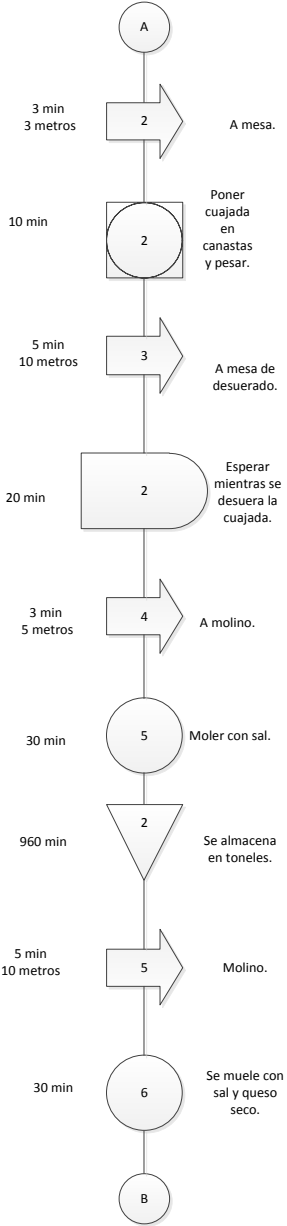 A
3 min
3 metros
2
A mesa.
10 min
2
Poner
cuajada
en
canastas
y pesar.
5 min
10 metros
3
A mesa de
desuerado.
20 min
2
Esperar
mientras se
desuera la
cuajada.
3 min
5 metros
4
A molino.
30 min
5
Moler con sal.
960 min
2
Se almacena
en toneles.
5 min
10 metros
5
Molino.
30 min
6
Se muele con
sal y queso
seco.
B